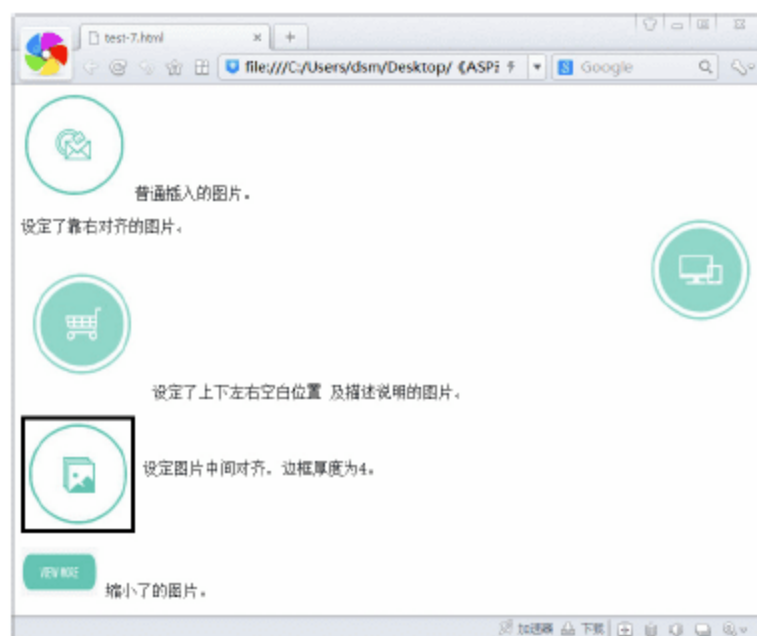 test-7.html
file:///C:/Users/dsm/Desktop/《ASP
Google
普通插入的图片。
设定了靠右对齐的图片。
设定了上下左右空白位置 及描述说明的图片。
设定图片中间对齐。边框厚度为4。
VIEW MORE
缩小了的图片。
加速器 下载